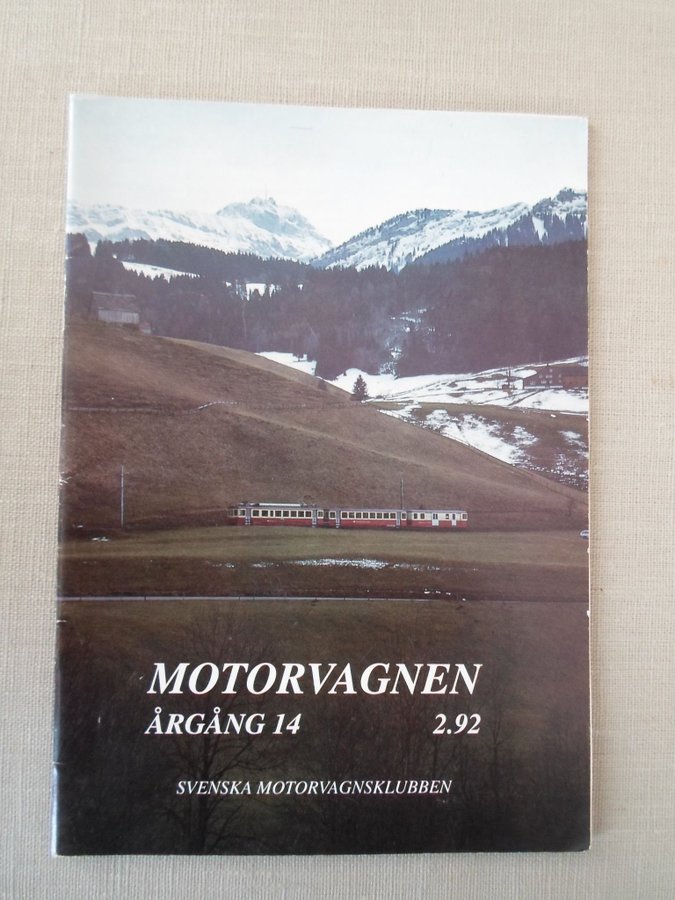 MOTORVAGNEN
ÅRGÅNG 14 2.92
SVENSKA MOTORVAGNSKLUBBEN